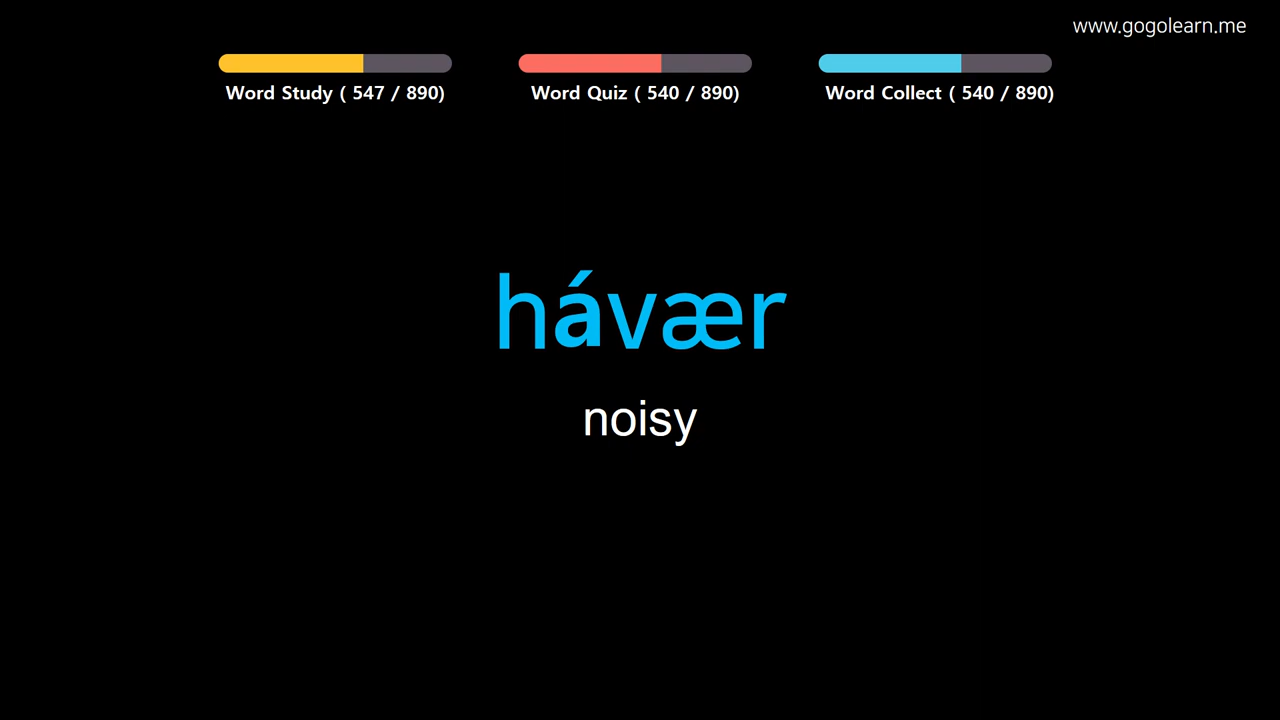 www.gogolearn.me
Word Study ( 547 / 890)
Word Quiz ( 540 / 890)
Word Collect ( 540 / 890)
hávær
noisy